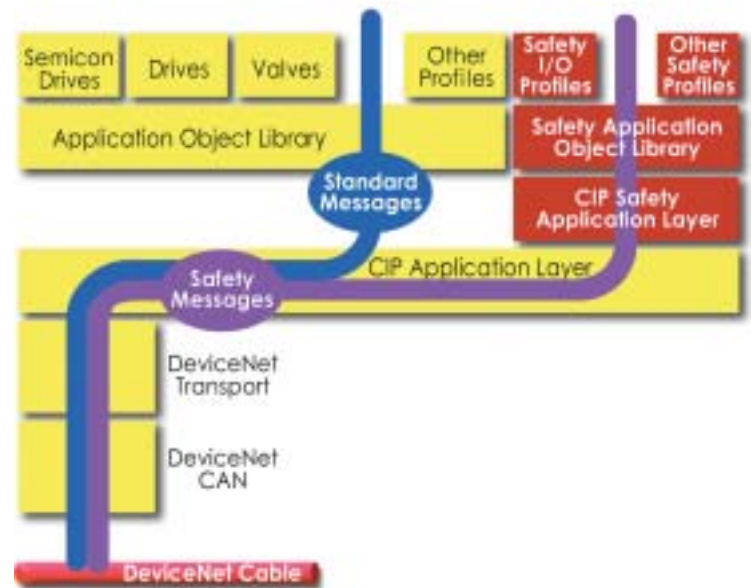 Semicon
Drives
Drives
Valves
Other
Profiles
Safety
I/O
Profiles
Other
Safety
Profiles
Application Object Library
Safety Application
Object Library
Standard
Messages
CIP Safety
Application Layer
CIP Application Layer
Safety
Messages
DeviceNet
Transport
DeviceNet
CAN
DeviceNet Cable